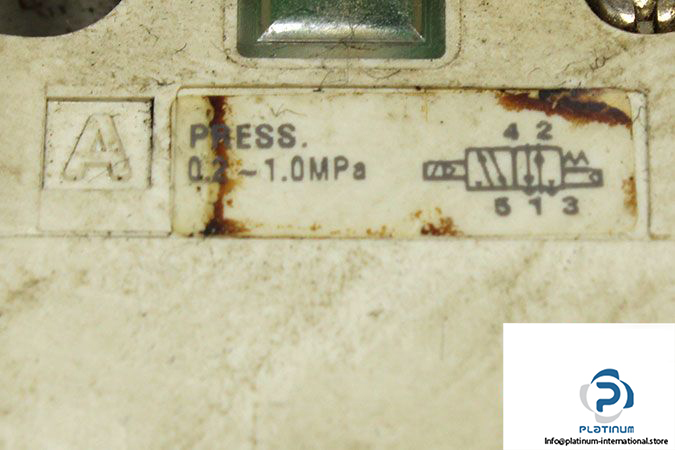 A
PRESS.
0.2~1.0MPa
4 2
5 1 3
P
PLATINUM
Info@platinum-international.store